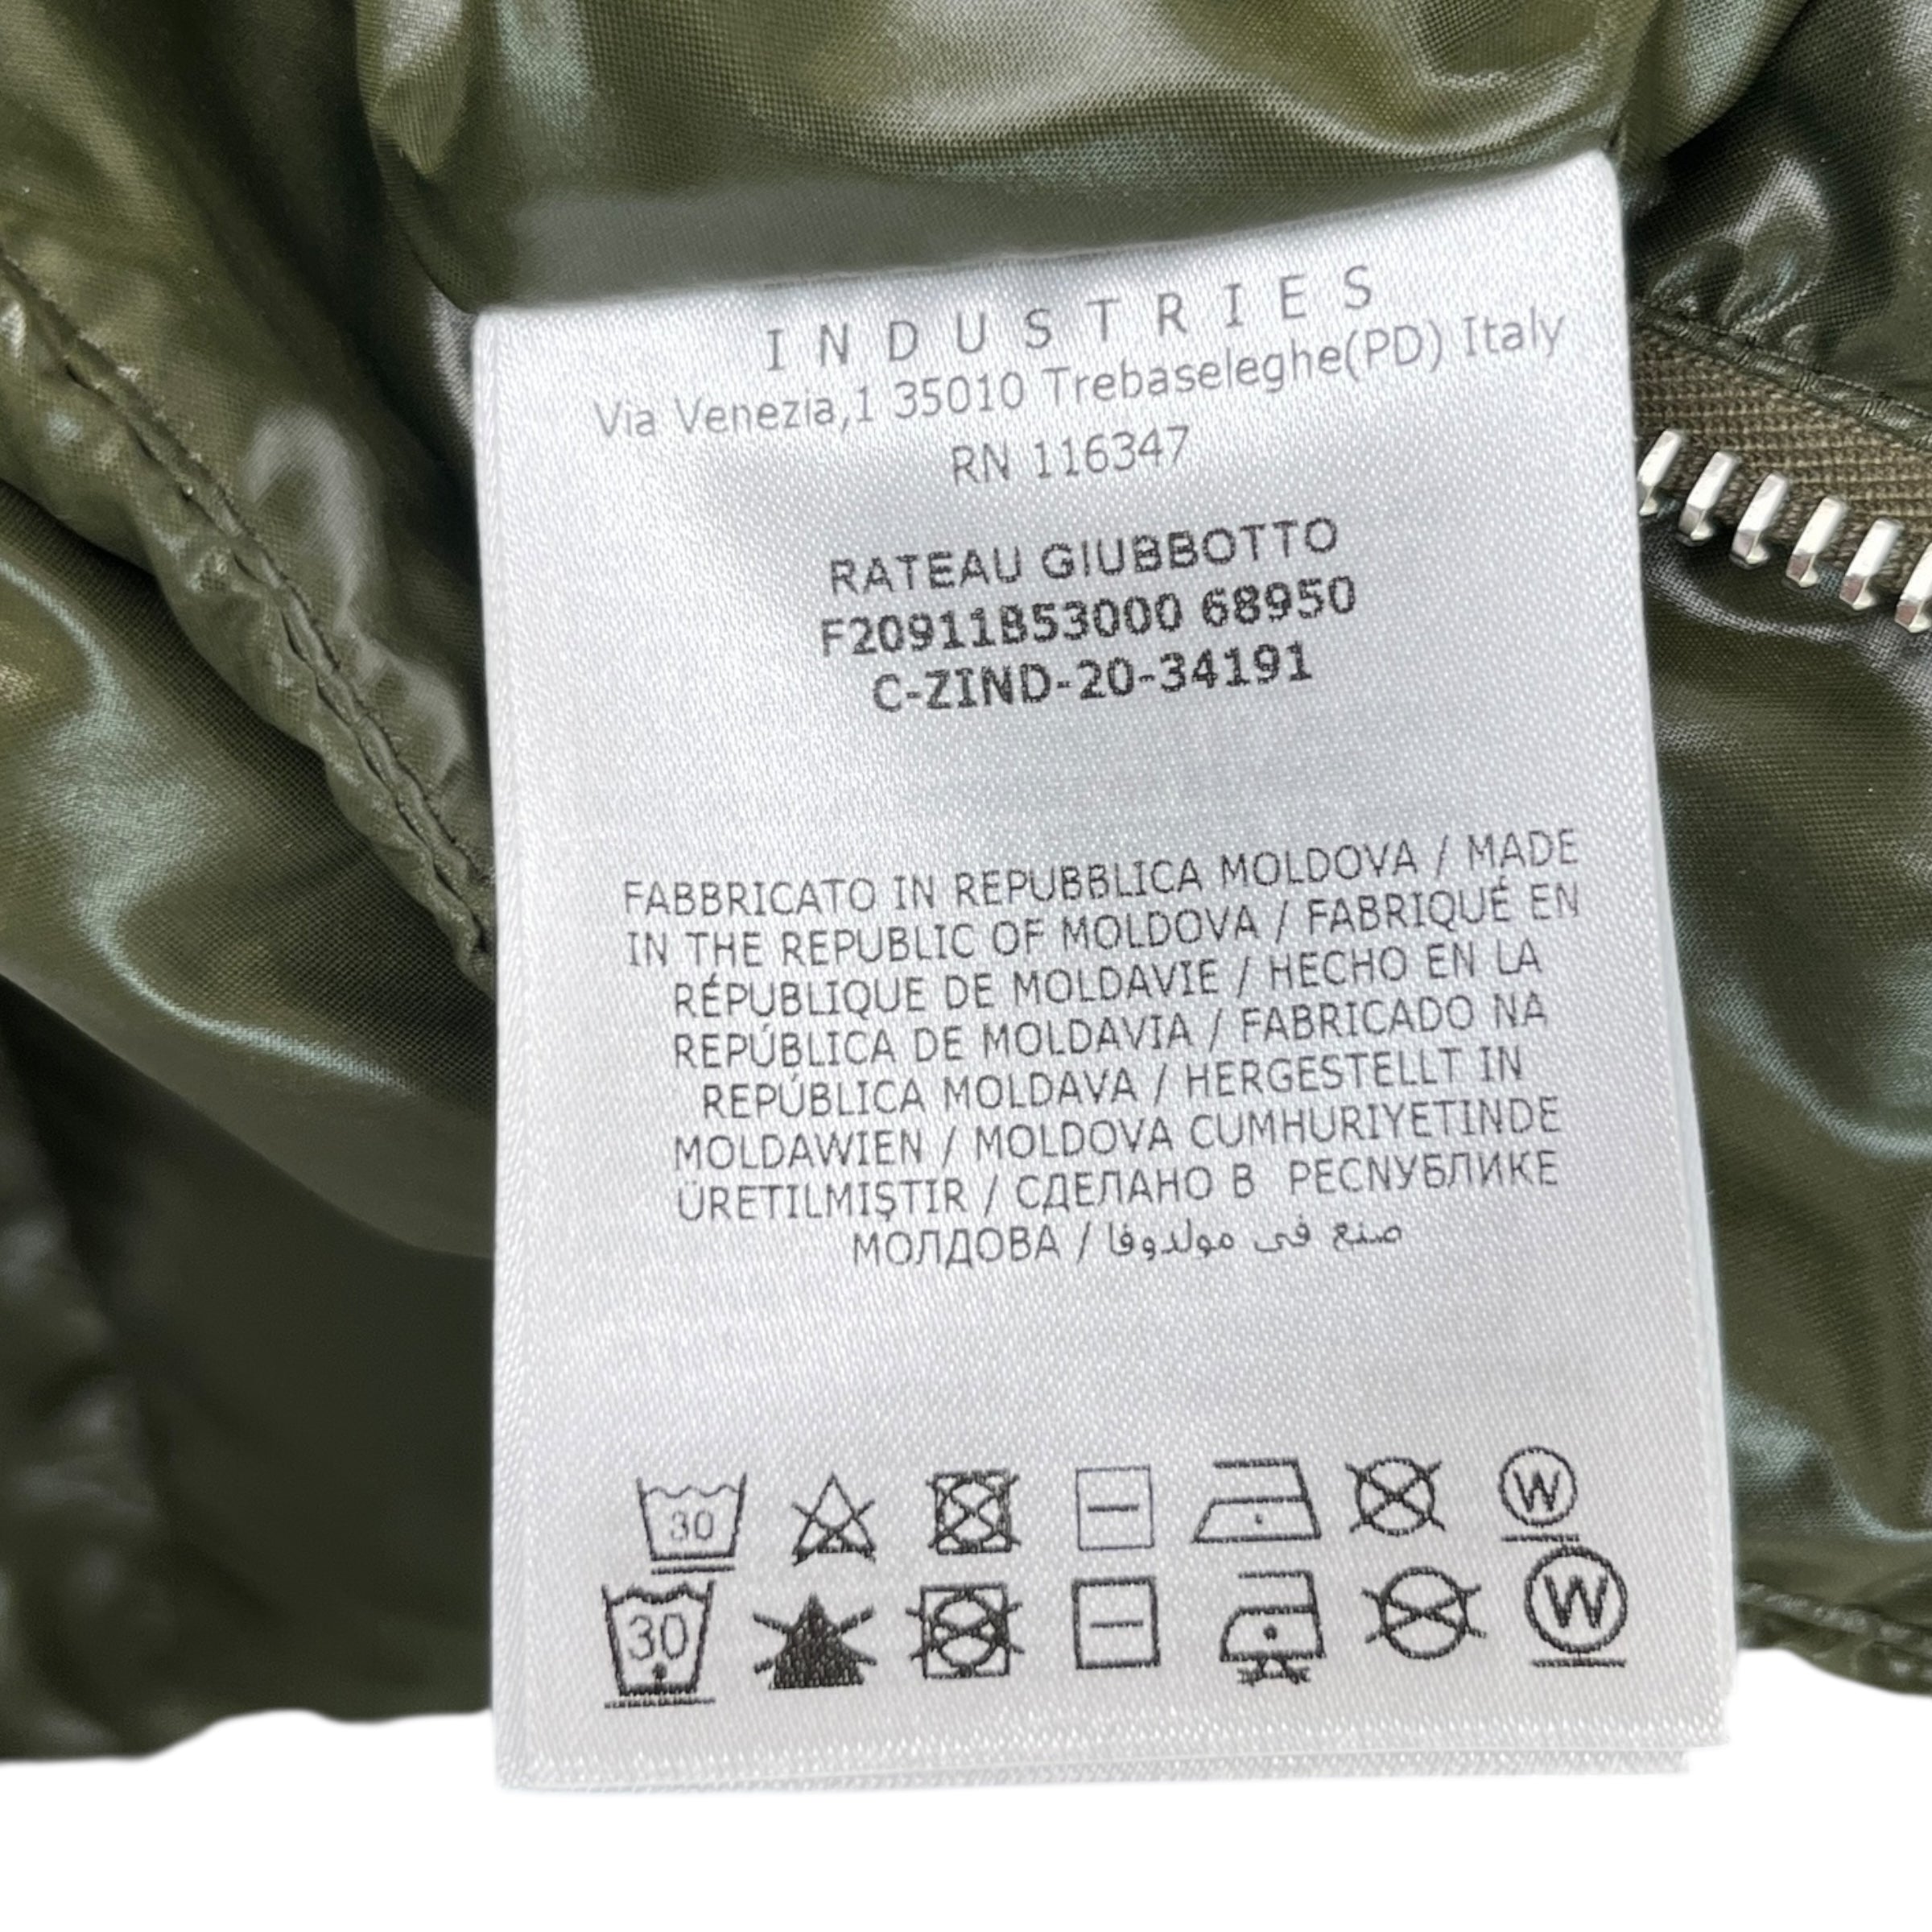 INDUSTRIES
Via Venezia,1 35010 Trebaseleghe(PD) Italy
RN 116347
RATEAU GIUBBOTTO
F20911B53000 68950
C-ZIND-20-34191
FABBRICATO IN REPUBBLICA MOLDOVA / MADE
IN THE REPUBLIC OF MOLDOVA / FABRIQUÉ EN
RÉPUBLIQUE DE MOLDAVIE / HECHO EN LA
REPÚBLICA DE MOLDAVIA / FABRICADO NA
REPÚBLICA MOLDAVA / HERGESTELLT IN
MOLDAWIEN / MOLDOVA CUMHURIYETINDE
ÜRETILMIŞTIR / СДЕЛАНО В РЕСNУБЛИКЕ
МОЛДОВА / صنع في مولدوفا
30 W
30 W